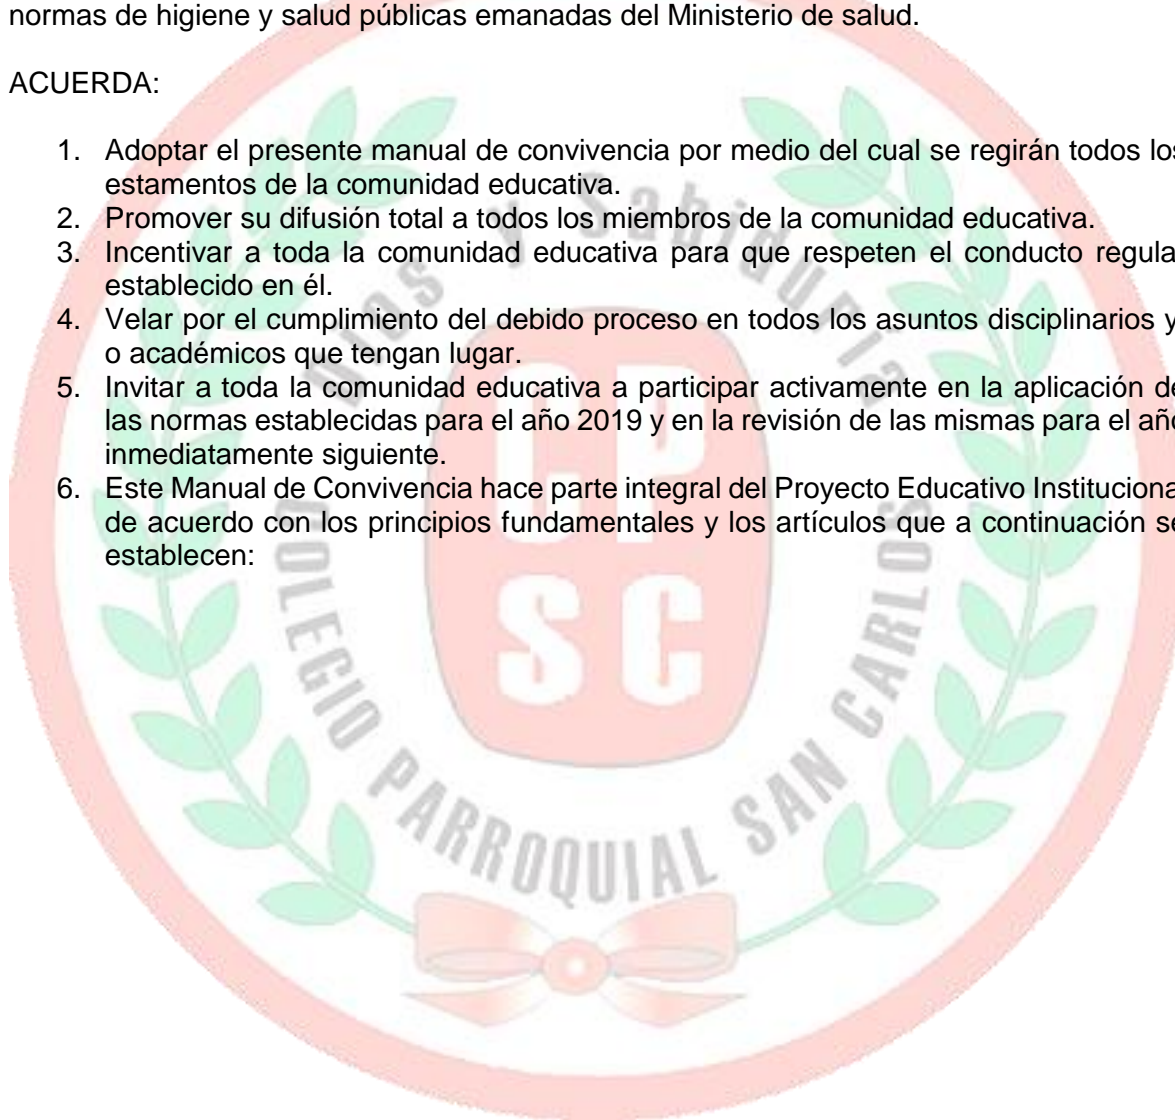 normas de higiene y salud públicas emanadas del Ministerio de salud.
ACUERDA:
1. Adoptar el presente manual de convivencia por medio del cual se regirán todos los
estamentos de la comunidad educativa.
2. Promover su difusión total a todos los miembros de la comunidad educativa.
3. Incentivar a toda la comunidad educativa para que respeten el conducto regula
establecido en él.
4. Velar por el cumplimiento del debido proceso en todos los asuntos disciplinarios y
o académicos que tengan lugar.
5. Invitar a toda la comunidad educativa a participar activamente en la aplicación de
las normas establecidas para el año 2019 y en la revisión de las mismas para el año
inmediatamente siguiente.
6. Este Manual de Convivencia hace parte integral del Proyecto Educativo Instituciona
de acuerdo con los principios fundamentales y los artículos que a continuación se
establecen:
Dios y Sabiduría
CP
SC
COLEGIO PARROQUIAL SAN CARLOS